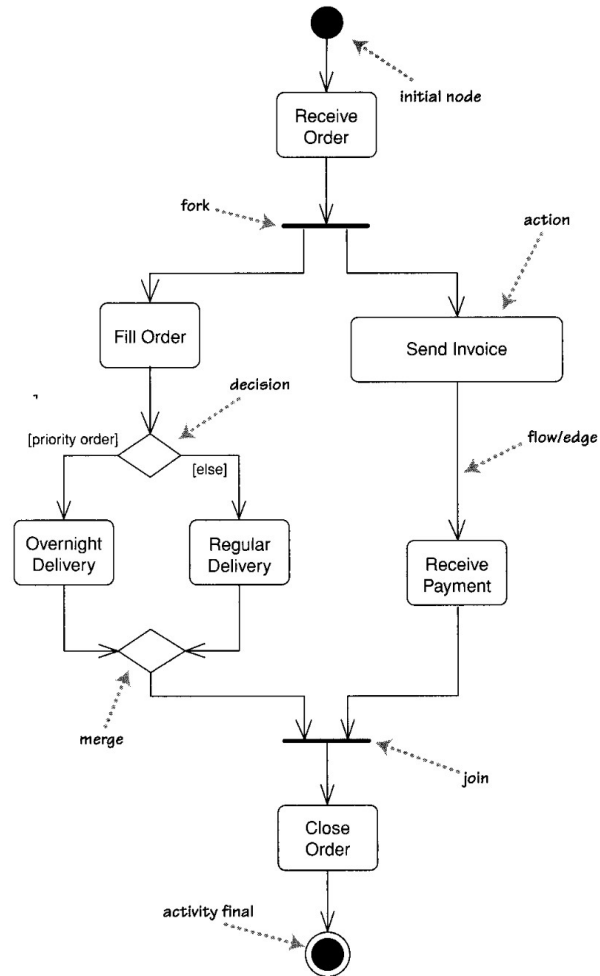 initial node
Receive
Order
fork
action
Fill Order
Send Invoice
decision
[priority order]
[else]
flow/edge
Overnight
Delivery
Regular
Delivery
Receive
Payment
merge
join
Close
Order
activity final